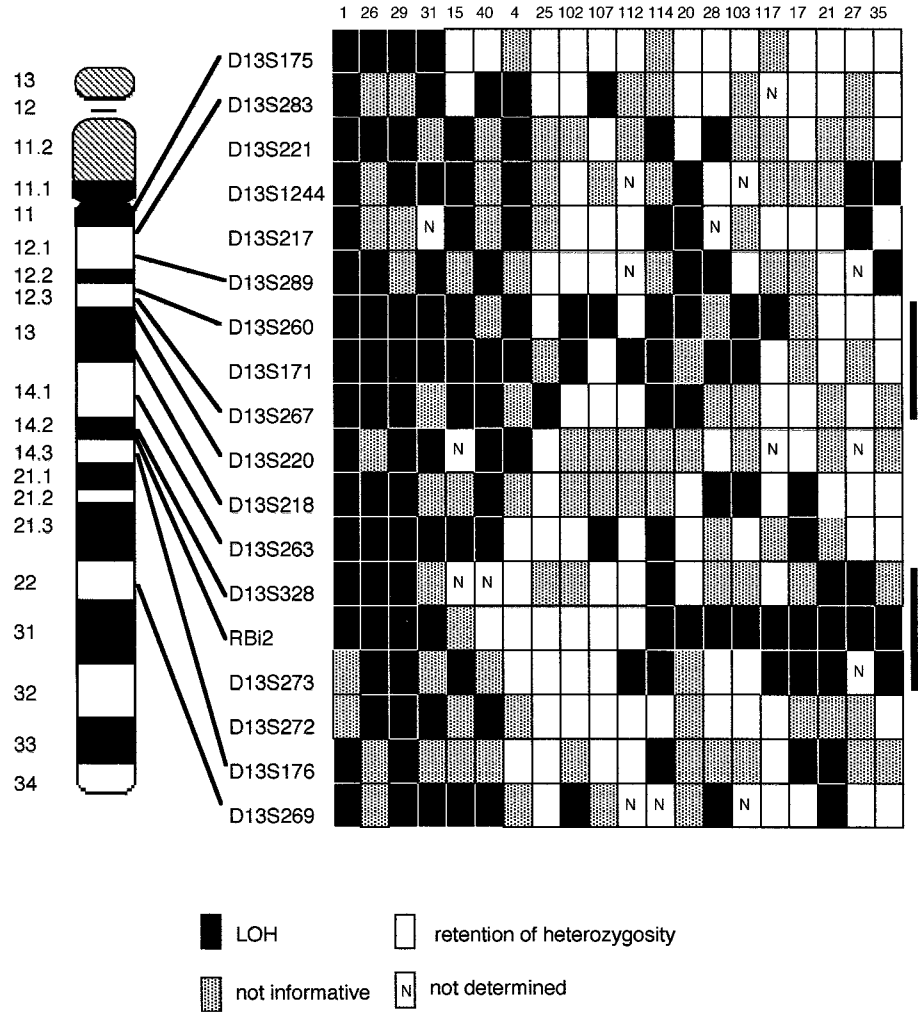 1 26 29 31 15 40 4 25 102 107 112 114 20 28 103 117 17 21 27 35
D13S175
13
D13S283
N
12
11.2
D13S221
11.1
D13S1244
N N
11
D13S217
N N
12.1
12.2
D13S289
N N
12.3
D13S260
13
D13S171
14.1
D13S267
14.2
14.3
D13S220
N N N
21.1
21.2
D13S218
21.3
D13S263
22
D13S328
N N
31
RBi2
D13S273
N
32
D13S272
33
D13S176
34
D13S269
N N N
LOH
retention of heterozygosity
not informative
N not determined